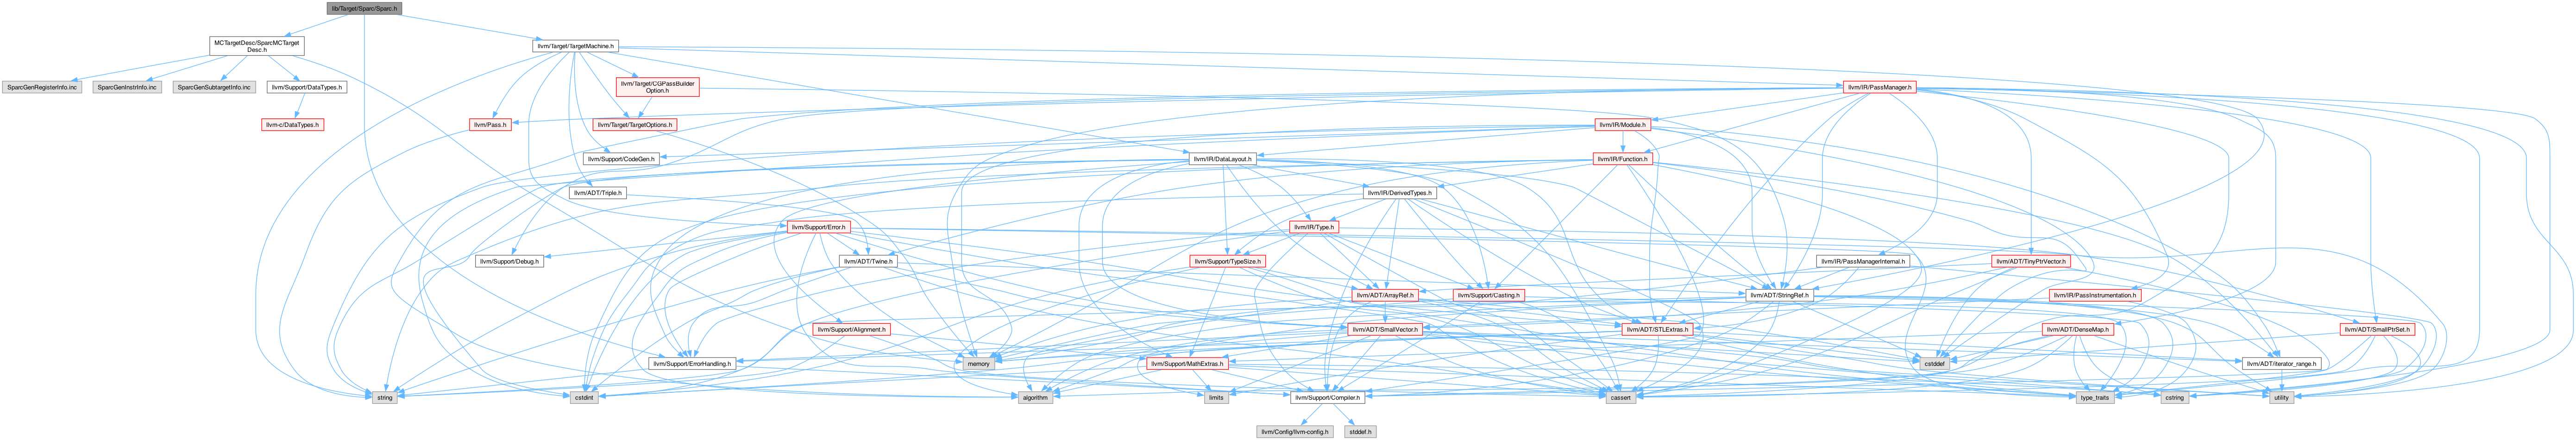 lib/Target/Sparc/Sparc.h
MCTargetDesc/SparcMCTarget
Desc.h
llvm/Target/TargetMachine.h
SparcGenRegisterInfo.inc
SparcGenInstrInfo.inc
SparcGenSubtargetInfo.inc
llvm/Support/DataTypes.h
llvm/Target/CGPassBuilder
Option.h
llvm/IR/PassManager.h
llvm-c/DataTypes.h
llvm/Pass.h
llvm/Target/TargetOptions.h
llvm/IR/Module.h
llvm/Support/CodeGen.h
llvm/IR/DataLayout.h
llvm/IR/Function.h
llvm/ADT/Triple.h
llvm/IR/DerivedTypes.h
llvm/Support/Error.h
llvm/IR/Type.h
llvm/Support/Debug.h
llvm/ADT/Twine.h
llvm/Support/TypeSize.h
llvm/IR/PassManagerInternal.h
llvm/ADT/TinyPtrVector.h
llvm/ADT/ArrayRef.h
llvm/Support/Casting.h
llvm/ADT/StringRef.h
llvm/IR/PassInstrumentation.h
llvm/Support/Alignment.h
llvm/ADT/SmallVector.h
llvm/ADT/STLExtras.h
llvm/ADT/DenseMap.h
llvm/ADT/SmallPtrSet.h
llvm/Support/ErrorHandling.h
memory
llvm/Support/MathExtras.h
cstddef
llvm/ADT/iterator_range.h
string
cstdint
algorithm
limits
llvm/Support/Compiler.h
cassert
type_traits
cstring
utility
llvm/Config/llvm-config.h
stddef.h